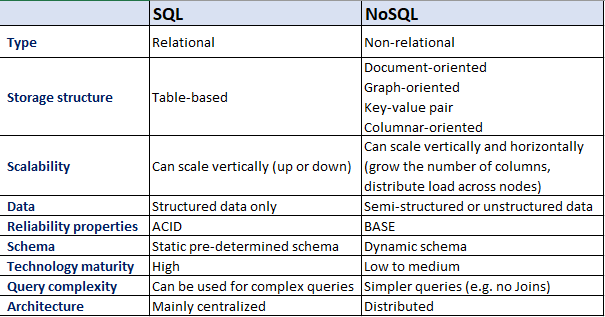 SQL NoSQL
Type Relational Non-relational
Storage structure Table-based Document-oriented
Graph-oriented
Key-value pair
Columnar-oriented
Scalability Can scale vertically (up or down) Can scale vertically and horizontally
(grow the number of columns,
distribute load across nodes)
Data Structured data only Semi-structured or unstructured data
Reliability properties ACID BASE
Schema Static pre-determined schema Dynamic schema
Technology maturity High Low to medium
Query complexity Can be used for complex queries Simpler queries (e.g. no Joins)
Architecture Mainly centralized Distributed